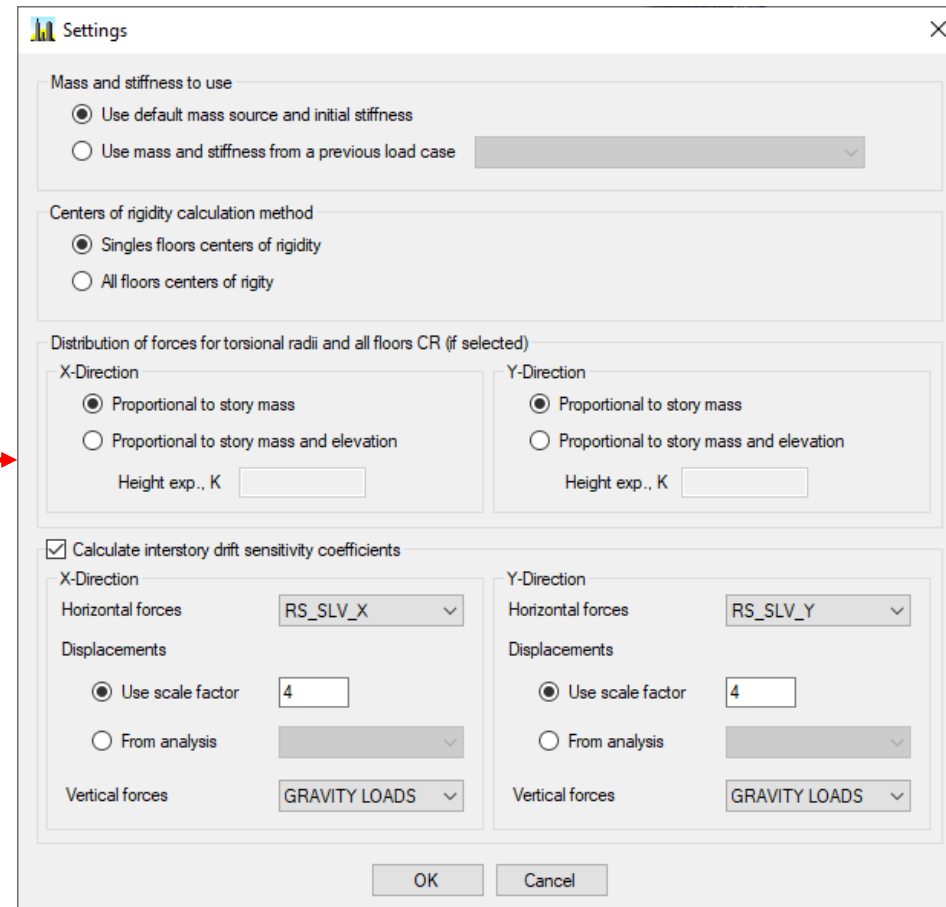 Settings
Mass and stiffness to use
Use default mass source and initial stiffness
Use mass and stiffness from a previous load case
Centers of rigidity calculation method
Singles floors centers of rigidity
All floors centers of rigity
Distribution of forces for torsional radii and all floors CR (if selected)
X-Direction
Proportional to story mass
Proportional to story mass and elevation
Height exp., K
Y-Direction
Proportional to story mass
Proportional to story mass and elevation
Height exp., K
Calculate interstory drift sensitivity coefficients
X-Direction
Horizontal forces RS_SLV_X
Displacements
Use scale factor 4
From analysis
Vertical forces GRAVITY LOADS
Y-Direction
Horizontal forces RS_SLV_Y
Displacements
Use scale factor 4
From analysis
Vertical forces GRAVITY LOADS
OK Cancel